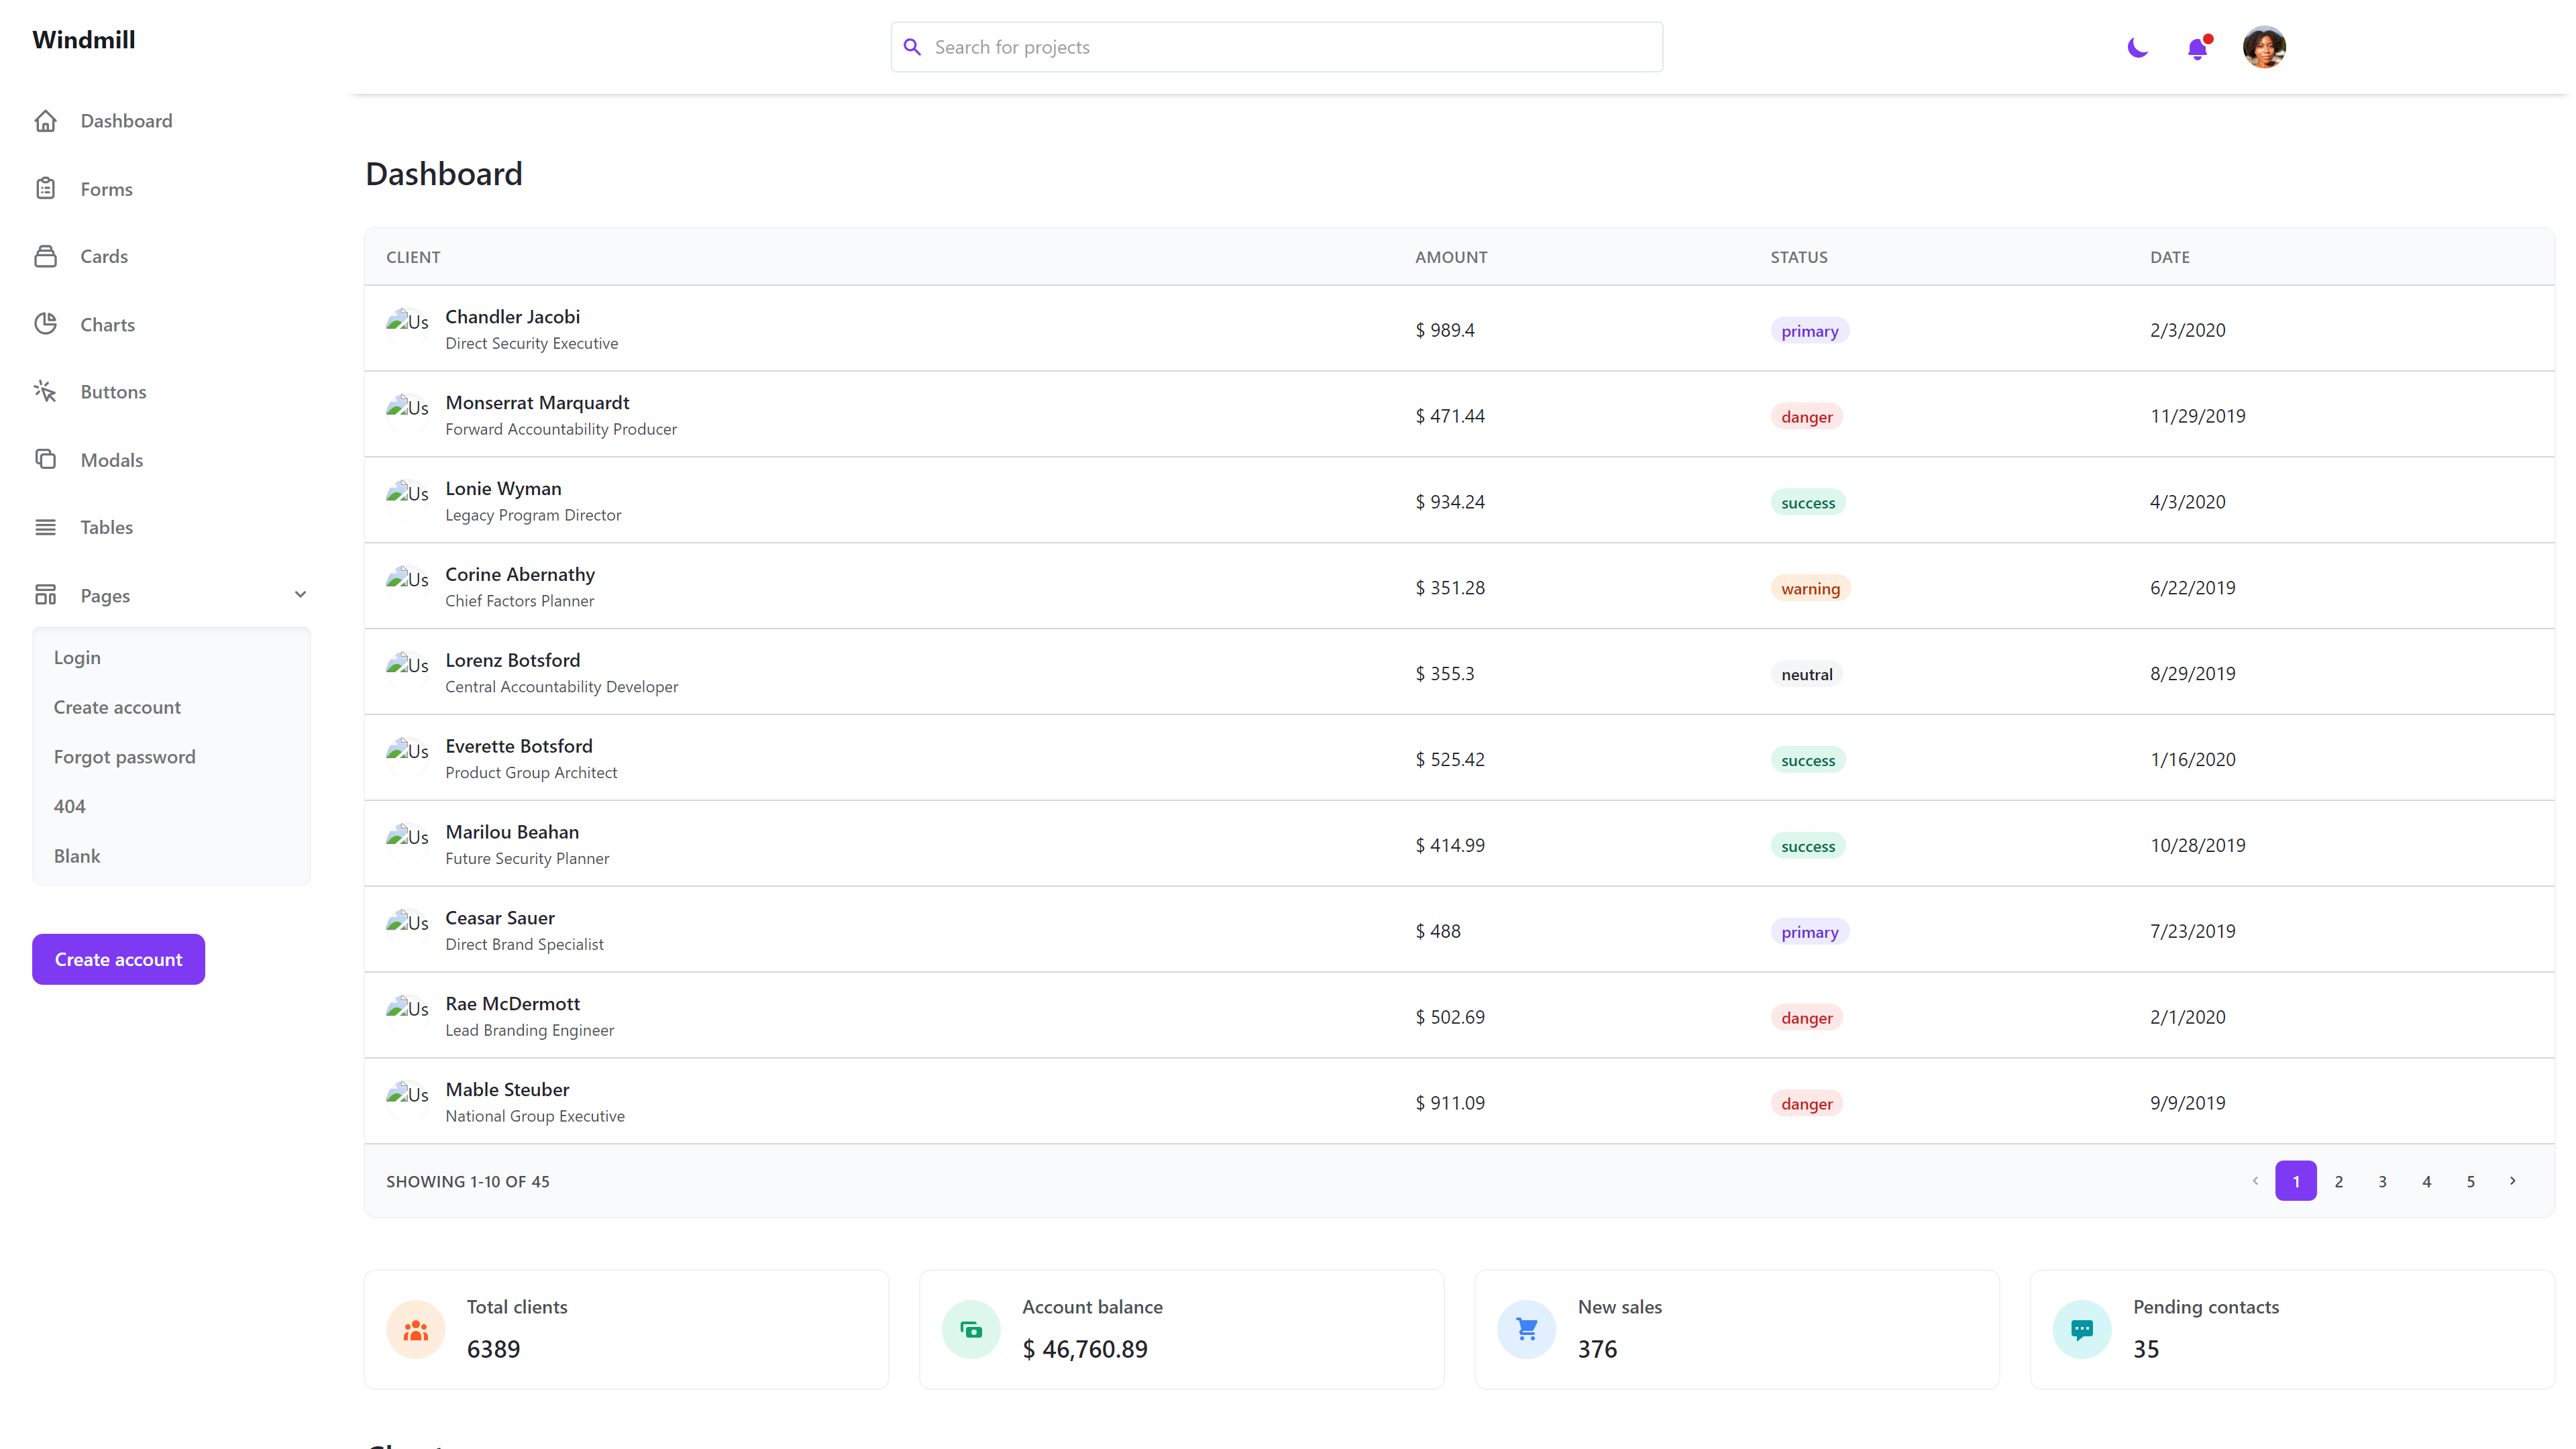 Windmill
Search for projects
Dashboard
Forms
Cards
Charts
Buttons
Modals
Tables
Pages
Login
Create account
Forgot password
404
Blank
Create account
Dashboard
CLIENT AMOUNT STATUS DATE
Us Chandler Jacobi
Direct Security Executive
$ 989.4 primary 2/3/2020
Us Monserrat Marquardt
Forward Accountability Producer
$ 471.44 danger 11/29/2019
Us Lonie Wyman
Legacy Program Director
$ 934.24 success 4/3/2020
Us Corine Abernathy
Chief Factors Planner
$ 351.28 warning 6/22/2019
Us Lorenz Botsford
Central Accountability Developer
$ 355.3 neutral 8/29/2019
Us Everette Botsford
Product Group Architect
$ 525.42 success 1/16/2020
Us Marilou Beahan
Future Security Planner
$ 414.99 success 10/28/2019
Us Ceasar Sauer
Direct Brand Specialist
$ 488 primary 7/23/2019
Us Rae McDermott
Lead Branding Engineer
$ 502.69 danger 2/1/2020
Us Mable Steuber
National Group Executive
$ 911.09 danger 9/9/2019
SHOWING 1-10 OF 45 1 2 3 4 5
Total clients
6389
Account balance
$ 46,760.89
New sales
376
Pending contacts
35